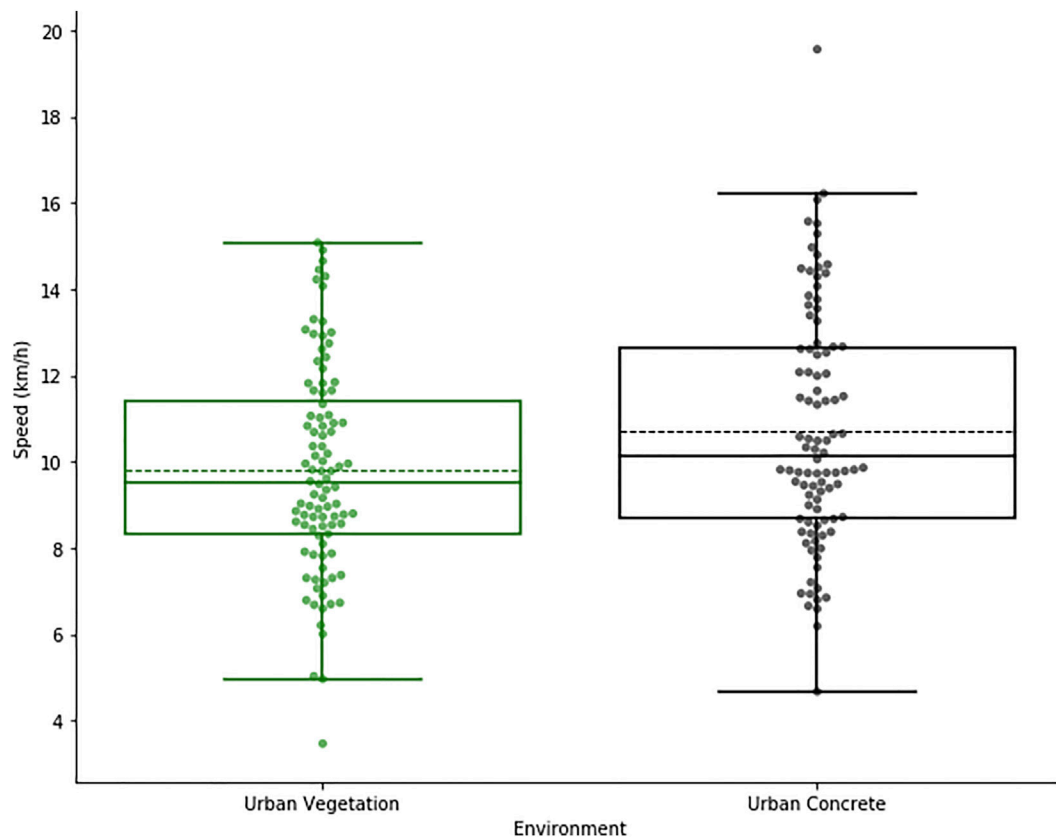 20
18
16
14
12
10
8
6
4
Speed (km/h)
Urban Vegetation
Urban Concrete
Environment